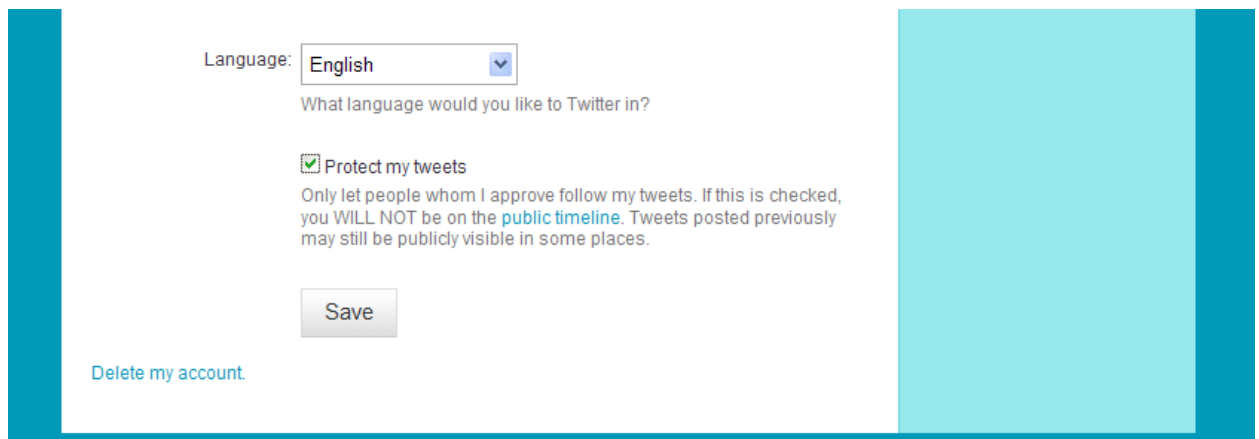 Language: English
What language would you like to Twitter in?
Protect my tweets
Only let people whom I approve follow my tweets. If this is checked,
you WILL NOT be on the public timeline. Tweets posted previously
may still be publicly visible in some places.
Save
Delete my account.